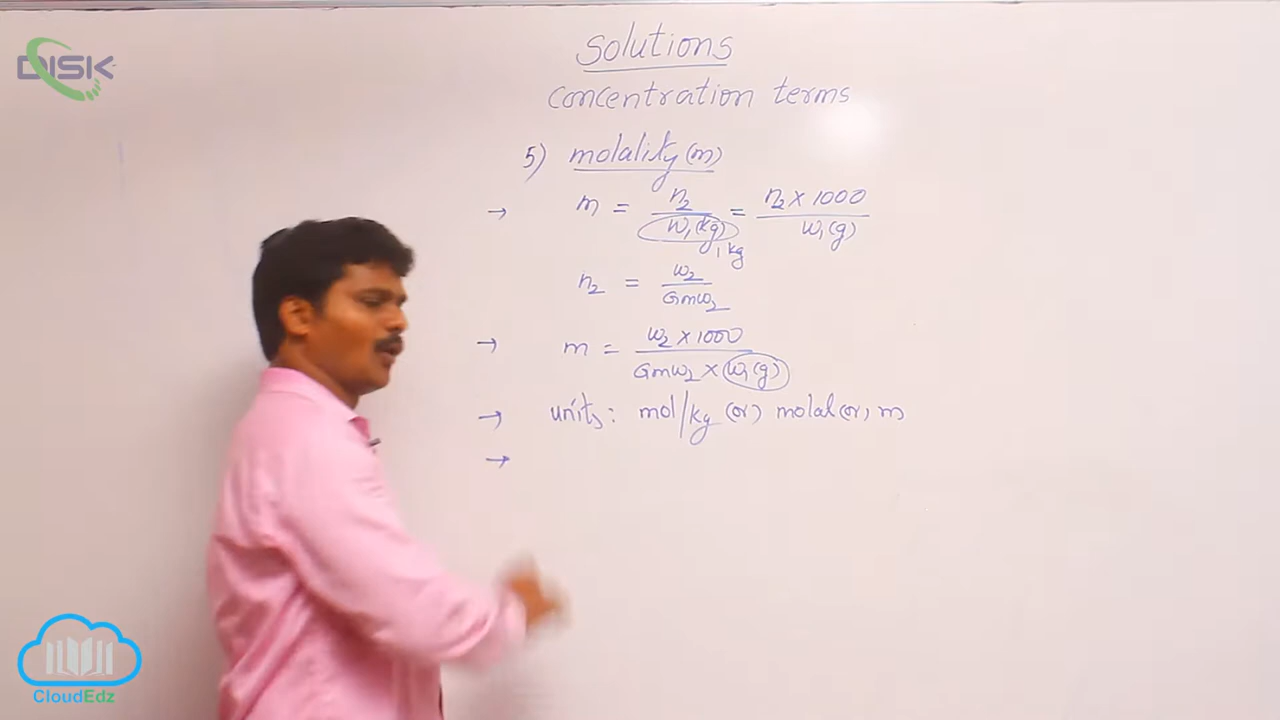 DISK
Solutions
concentration terms
5) molality (m)
→ m = n₂ / W₁(kg) = n₂ × 1000 / W₁(g)
1 kg
n₂ = w₂ / Gmw₂
→ m = w₂ × 1000 / Gmw₂ × W₁(g)
→ units: mol/kg (or) molal (or) m
→
CloudEdz